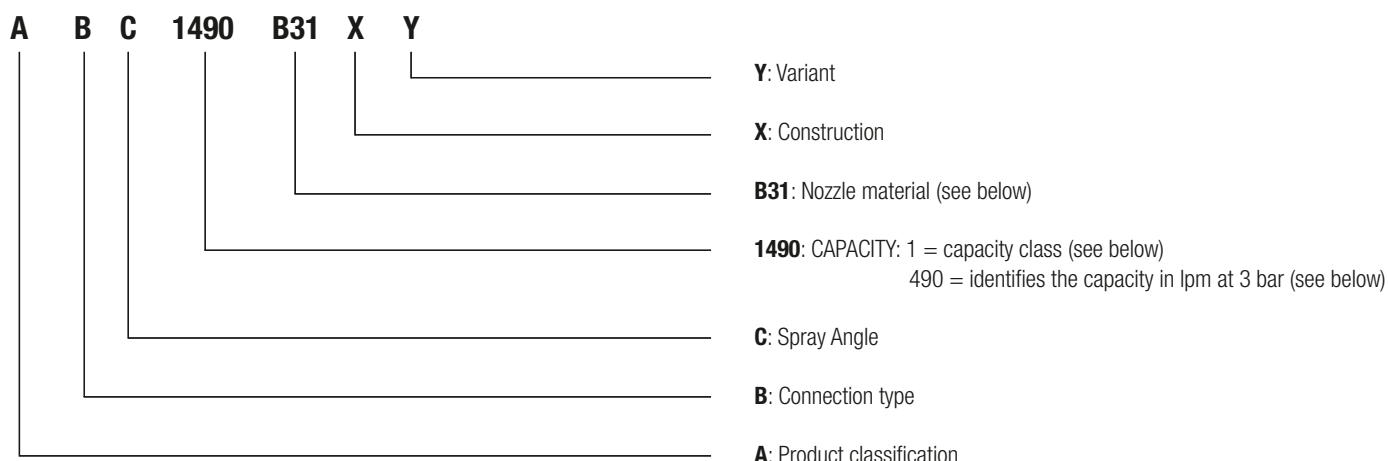 A B C 1490 B31 X Y
Y: Variant
X: Construction
B31: Nozzle material (see below)
1490: CAPACITY: 1 = capacity class (see below)
490 = identifies the capacity in lpm at 3 bar (see below)
C: Spray Angle
B: Connection type
A: Product classification